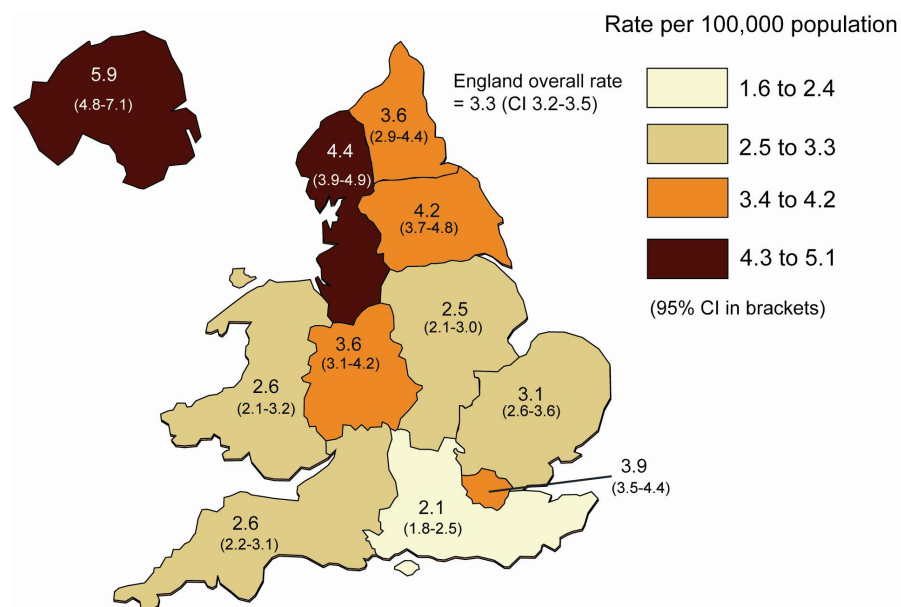 Rate per 100,000 population
England overall rate
= 3.3 (CI 3.2-3.5)
1.6 to 2.4
2.5 to 3.3
3.4 to 4.2
4.3 to 5.1
(95% CI in brackets)
5.9
(4.8-7.1)
3.6
(2.9-4.4)
4.4
(3.9-4.9)
4.2
(3.7-4.8)
2.5
(2.1-3.0)
3.6
(3.1-4.2)
2.6
(2.1-3.2)
3.1
(2.6-3.6)
3.9
(3.5-4.4)
2.1
(1.8-2.5)
2.6
(2.2-3.1)